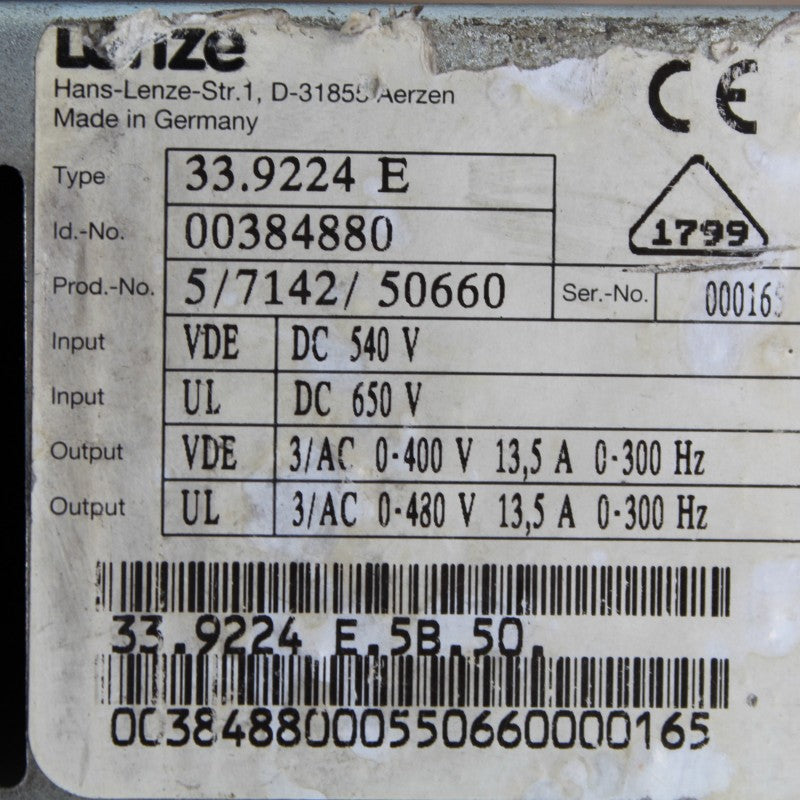 Lenze
Hans-Lenze-Str.1, D-31855 Aerzen
Made in Germany
CE
Type 33.9224 E
1799
Id.-No. 00384880
Prod.-No. 5/7142/ 50660 Ser.-No. 000165
Input VDE DC 540 V
Input UL DC 650 V
Output VDE 3/AC 0-400 V 13,5 A 0-300 Hz
Output UL 3/AC 0-480 V 13,5 A 0-300 Hz
33.9224 E.5B.50.
0038488000550660000165